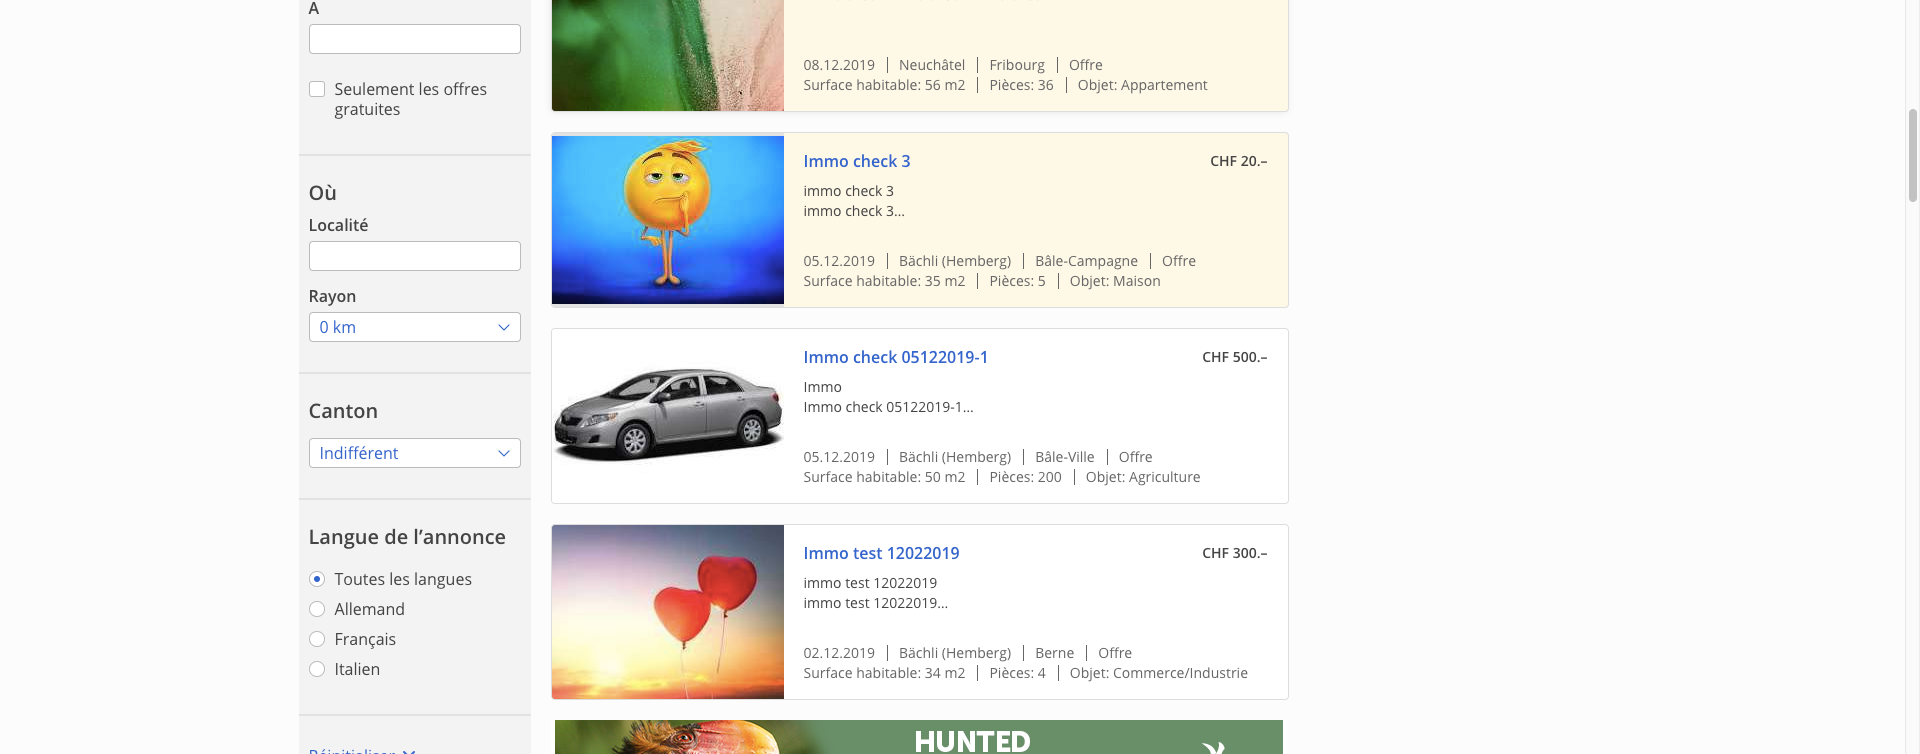 A
Seulement les offres
gratuites
Où
Localité
Rayon
0 km
Canton
Indifférent
Langue de l’annonce
Toutes les langues
Allemand
Français
Italien
08.12.2019 | Neuchâtel | Fribourg | Offre
Surface habitable: 56 m2 | Pièces: 36 | Objet: Appartement
Immo check 3
CHF 20.–
immo check 3
immo check 3...
05.12.2019 | Bächli (Hemberg) | Bâle-Campagne | Offre
Surface habitable: 35 m2 | Pièces: 5 | Objet: Maison
Immo check 05122019-1
CHF 500.–
Immo
Immo check 05122019-1...
05.12.2019 | Bächli (Hemberg) | Bâle-Ville | Offre
Surface habitable: 50 m2 | Pièces: 200 | Objet: Agriculture
Immo test 12022019
CHF 300.–
immo test 12022019
immo test 12022019...
02.12.2019 | Bächli (Hemberg) | Berne | Offre
Surface habitable: 34 m2 | Pièces: 4 | Objet: Commerce/Industrie
HUNTED